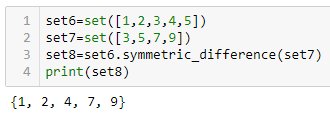 1 set6=set([1,2,3,4,5])
2 set7=set([3,5,7,9])
3 set8=set6.symmetric_difference(set7)
4 print(set8)
{1, 2, 4, 7, 9}